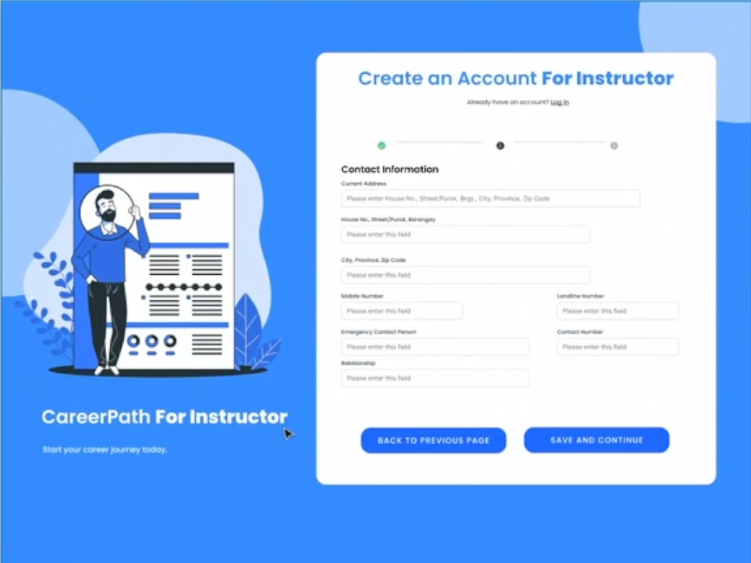 Create an Account For Instructor
Already have an account? Log In
2
3
Contact Information
Current Address
Please enter House No., Street/Purok, Brgy., City, Province, Zip Code
House No., Street/Purok, Barangay
Please enter this field
City, Province, Zip Code
Please enter this field
Mobile Number
Landline Number
Please enter this field
Please enter this field
Emergency Contact Person
Contact Number
Please enter this field
Please enter this field
Relationship
Please enter this field
BACK TO PREVIOUS PAGE
SAVE AND CONTINUE
CareerPath For Instructor
Start your career journey today.